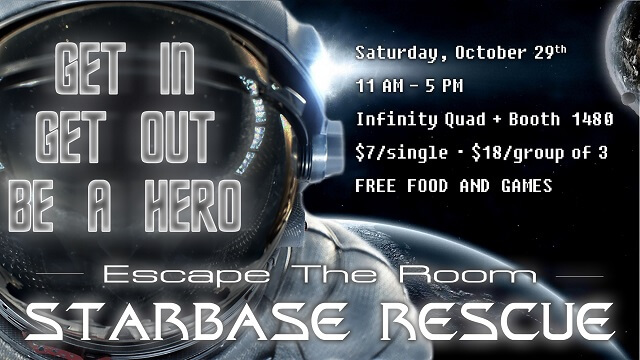 GET IN
GET OUT
BE A HERO
Saturday, October 29th
11 AM - 5 PM
Infinity Quad + Booth 1480
$7/single · $18/group of 3
FREE FOOD AND GAMES
Escape The Room
STARBASE RESCUE